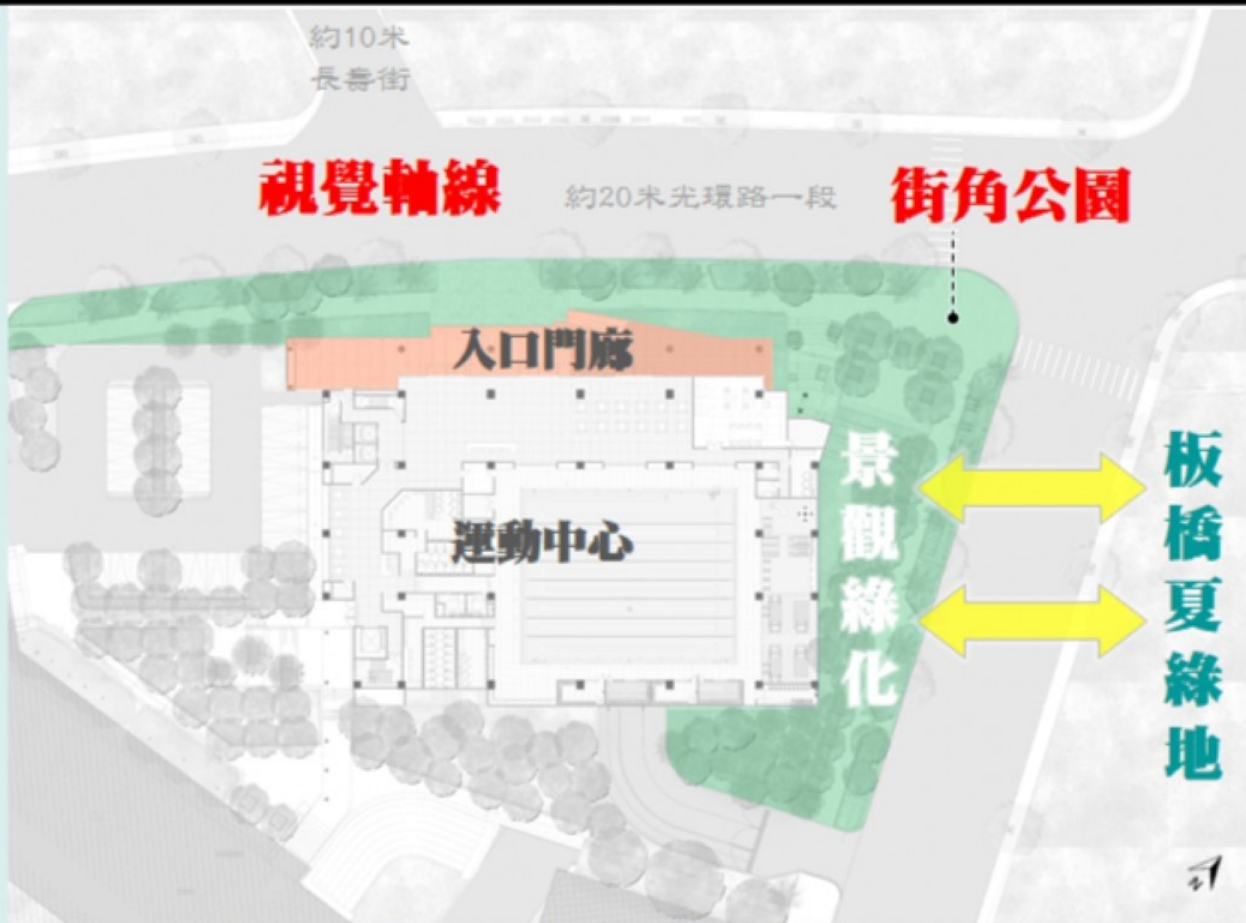 約10米
長壽街
視覺軸線
約20米光環路一段
街角公園
入口門廊
運動中心
景觀綠化
板橋夏綠地